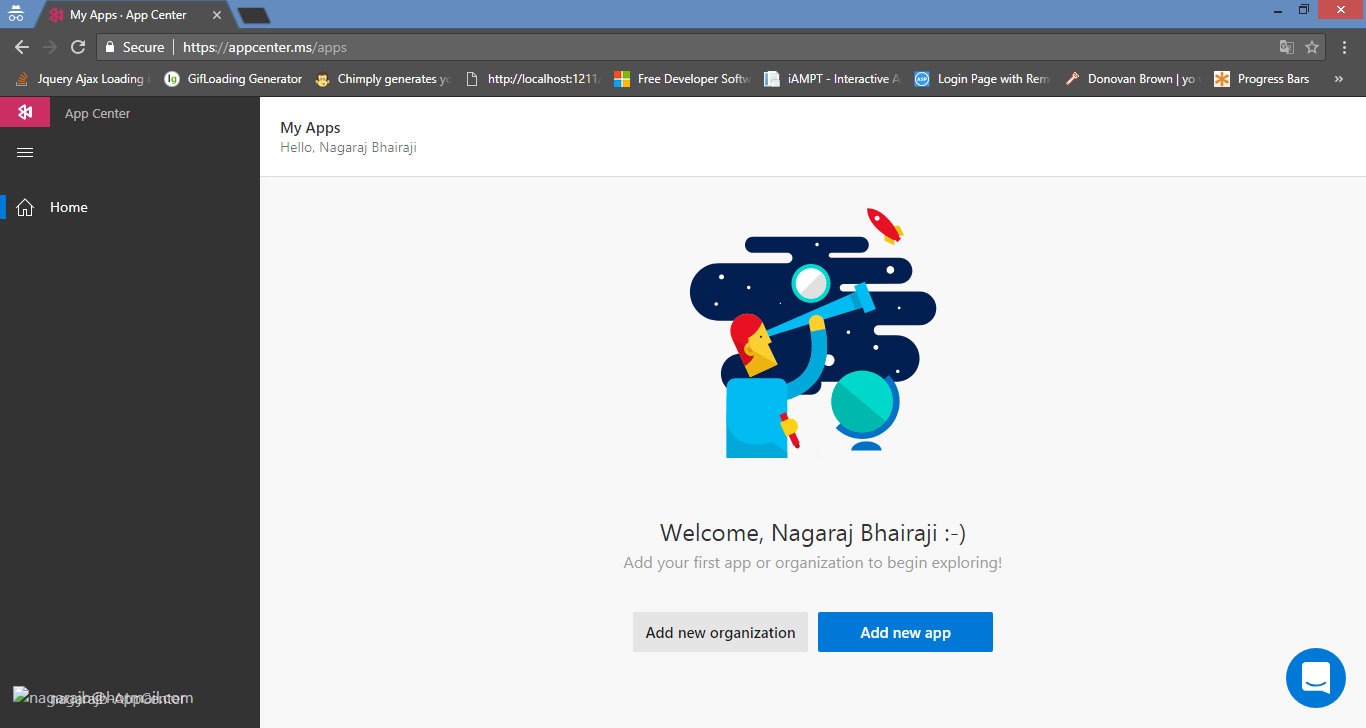 My Apps · App Center
Secure https://appcenter.ms/apps
Jquery Ajax Loading
lg GifLoading Generator
Chimply generates yo
http://localhost:1211/
Free Developer Softw
iAMPT - Interactive A
ASP Login Page with Rem
Donovan Brown | yo
Progress Bars
»
App Center
My Apps
Hello, Nagaraj Bhairaji
Home
Welcome, Nagaraj Bhairaji :-)
Add your first app or organization to begin exploring!
Add new organization
Add new app